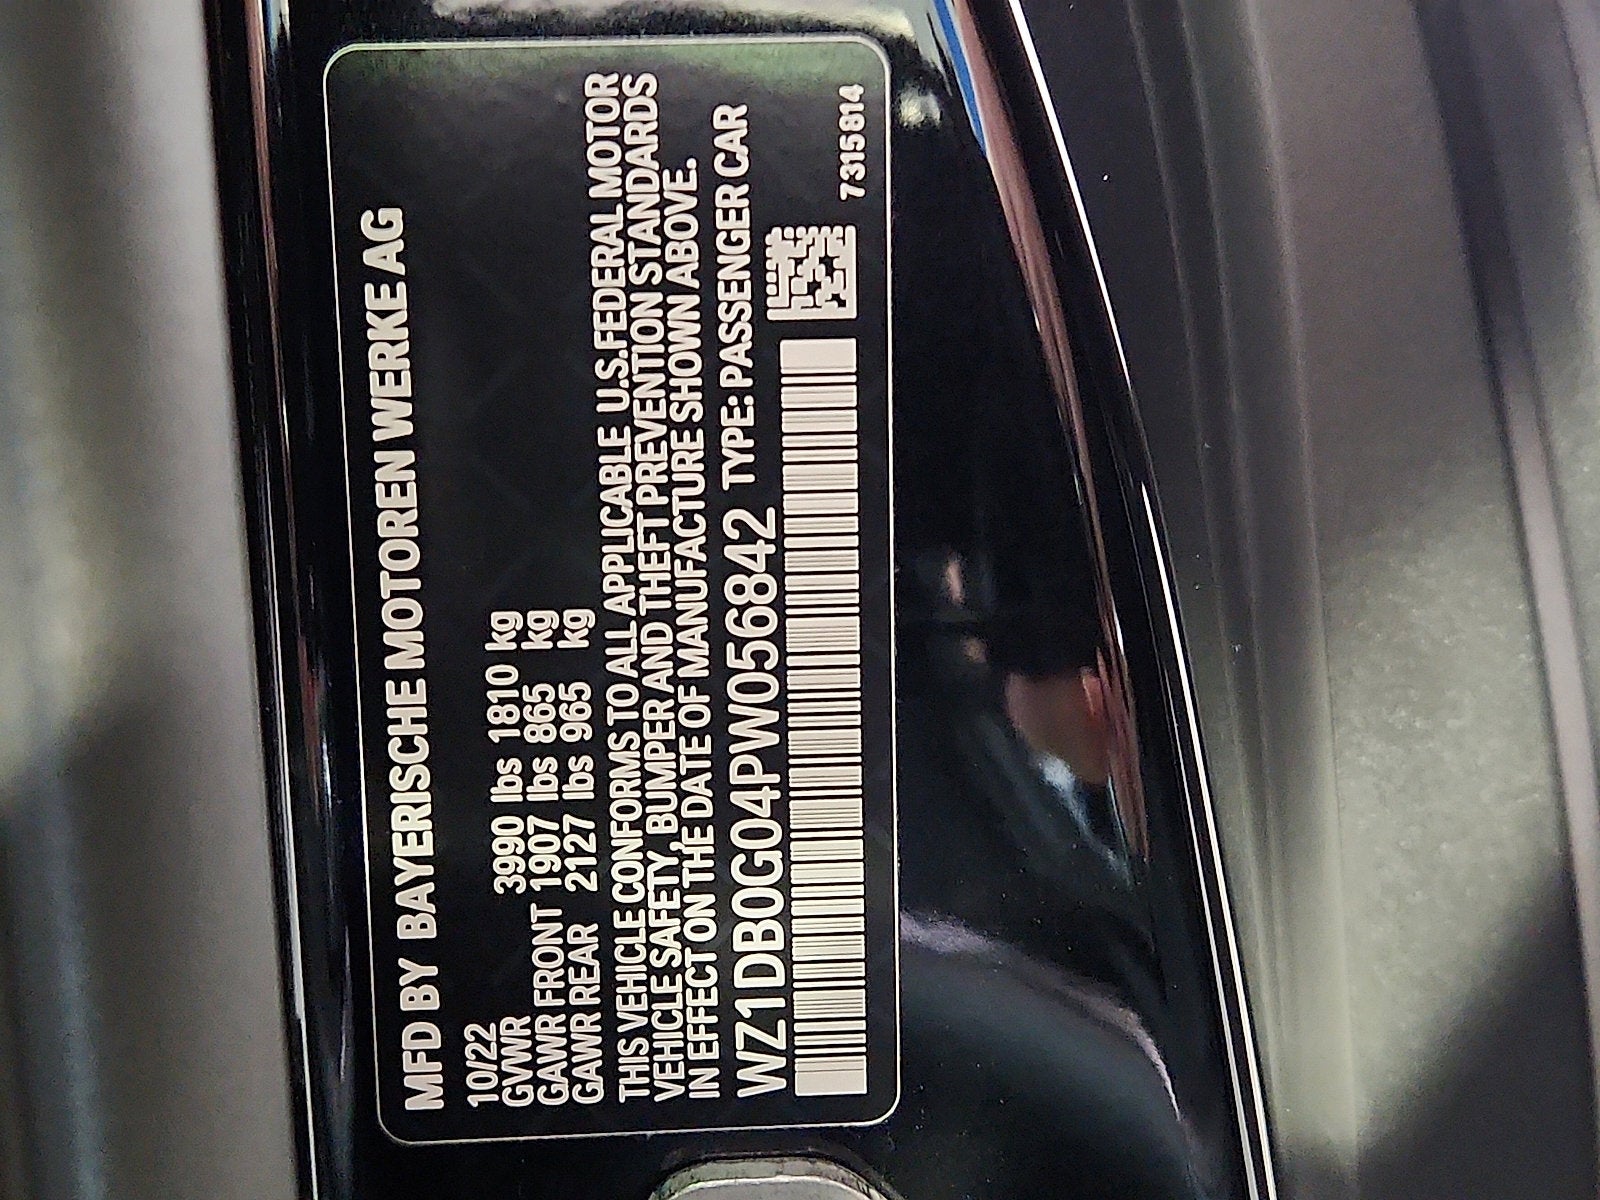 MFD BY BAYERISCHE MOTOREN WERKE AG
10/22
GVWR 3990 lbs 1810 kg
GAWR FRONT 1907 lbs 865 kg
GAWR REAR 2127 lbs 965 kg
THIS VEHICLE CONFORMS TO ALL APPLICABLE U.S.FEDERAL MOTOR
VEHICLE SAFETY, BUMPER AND THEFT PREVENTION STANDARDS
IN EFFECT ON THE DATE OF MANUFACTURE SHOWN ABOVE.
WZ1DB0G04PW056842 TYPE: PASSENGER CAR
7315814